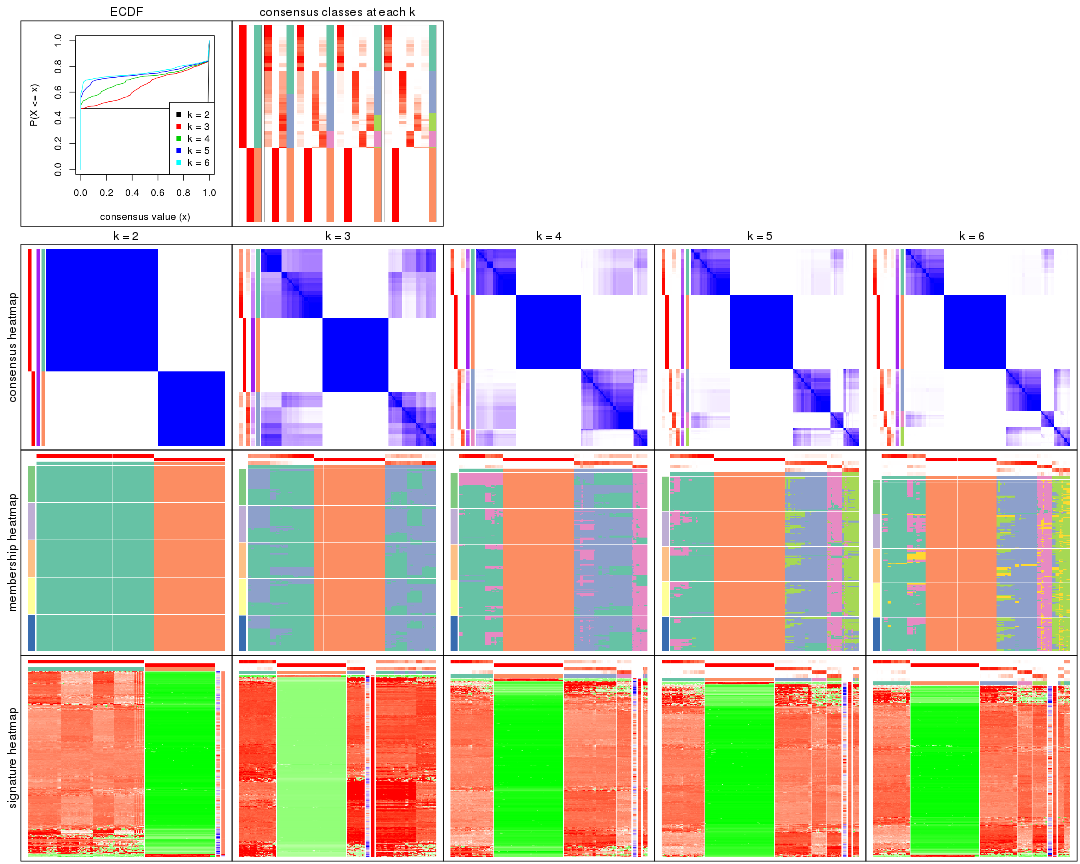 ECDF
consensus classes at each k
P(X <= x)
0.0 0.2 0.4 0.6 0.8 1.0
k = 2
k = 3
k = 4
k = 5
k = 6
0.0 0.2 0.4 0.6 0.8 1.0
consensus value (x)
k = 2
k = 3
k = 4
k = 5
k = 6
consensus heatmap
membership heatmap
signature heatmap